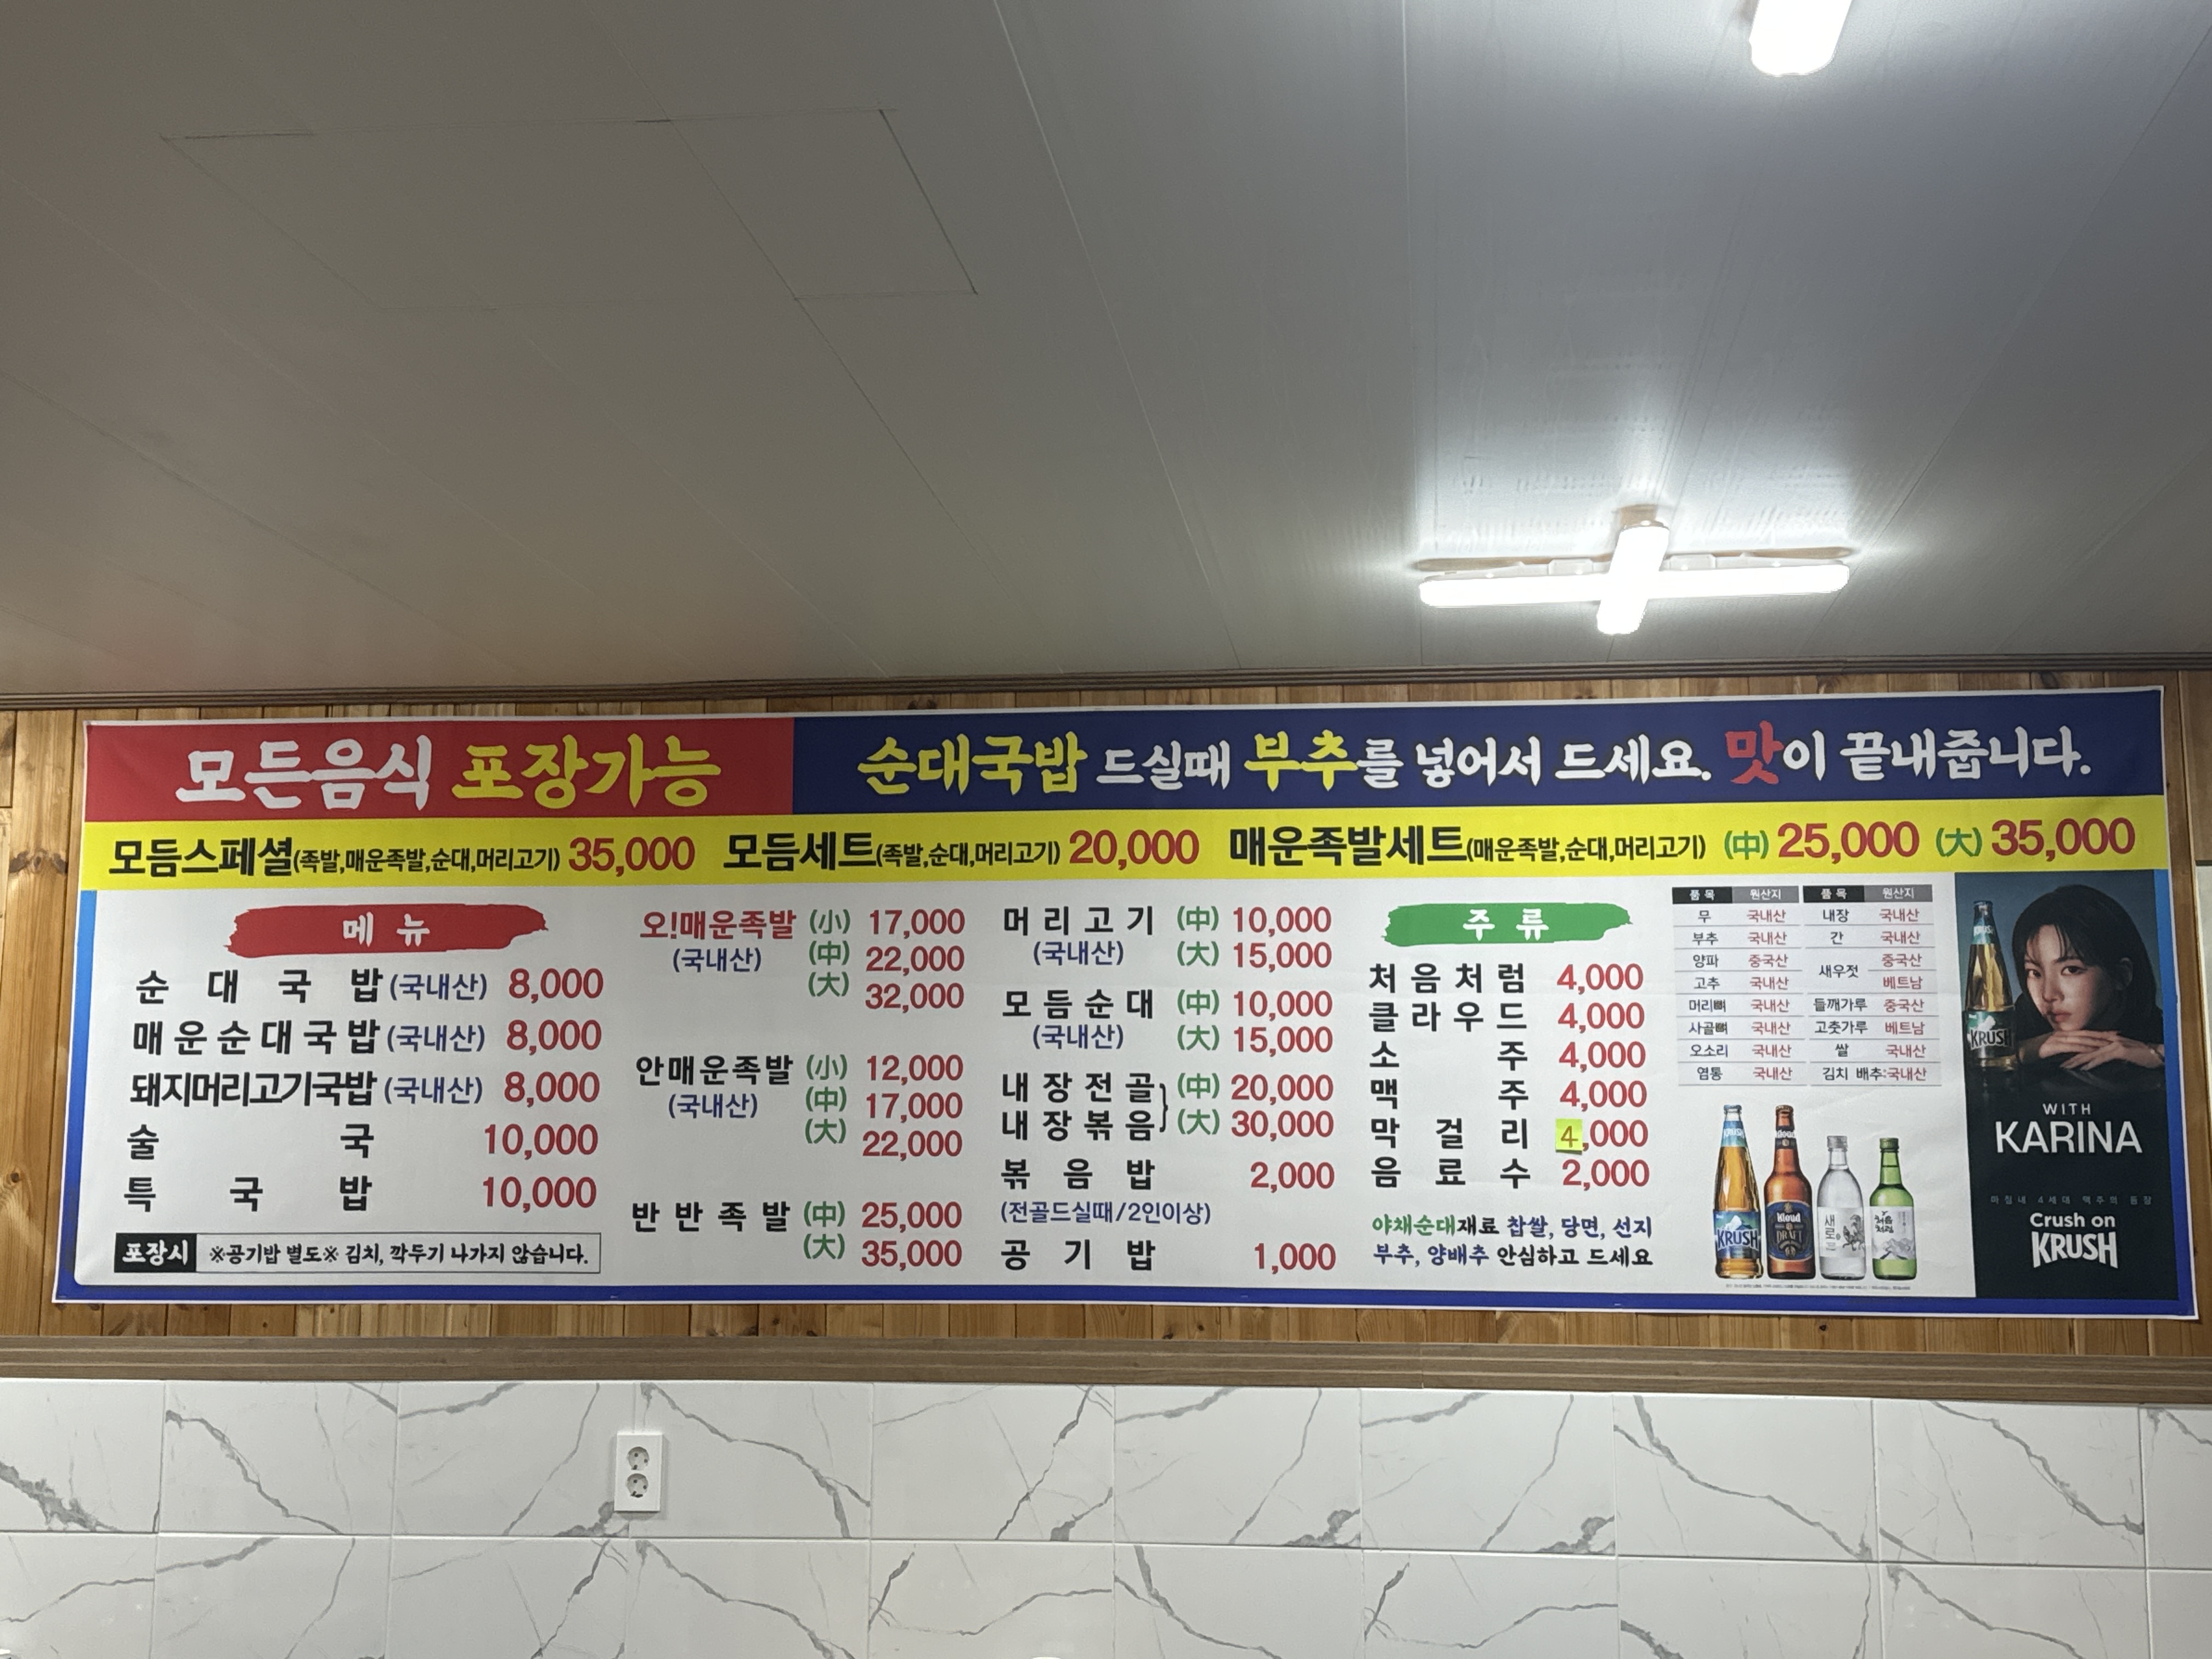 모든음식 포장가능
순대국밥 드실때 부추를 넣어서 드세요. 맛이 끝내줍니다.
모듬스페셜(족발,매운족발,순대,머리고기) 35,000 모듬세트(족발,순대,머리고기) 20,000 매운족발세트(매운족발,순대,머리고기) (中) 25,000 (大) 35,000
메뉴
순대국밥(국내산) 8,000
매운순대국밥(국내산) 8,000
돼지머리고기국밥(국내산) 8,000
술국 10,000
특국밥 10,000
포장시 ※공기밥 별도※ 김치, 깍두기 나가지 않습니다.
오!매운족발 (小) 17,000
(국내산) (中) 22,000
(大) 32,000
안매운족발 (小) 12,000
(국내산) (中) 17,000
(大) 22,000
반반족발 (中) 25,000
(大) 35,000
머리고기 (中) 10,000
(국내산) (大) 15,000
모듬순대 (中) 10,000
(국내산) (大) 15,000
내장전골 (中) 20,000
내장볶음 (大) 30,000
볶음밥 2,000
(전골드실때/2인이상)
공기밥 1,000
주류
처음처럼 4,000
클라우드 4,000
소주 4,000
맥주 4,000
막걸리 4,000
음료수 2,000
야채순대재료 찹쌀, 당면, 선지
부추, 양배추 안심하고 드세요
품목 원산지 품목 원산지
무 국내산 내장 국내산
부추 국내산 간 국내산
양파 중국산 새우젓 중국산
고추 국내산 베트남
머리뼈 국내산 들깨가루 중국산
사골뼈 국내산 고춧가루 베트남
오소리 국내산 쌀 국내산
염통 국내산 김치 배추:국내산
KRUSH
Kloud
DRAFT
새로
처음처럼
KRUSH
WITH
KARINA
마침내 4세대 맥주의 등장
Crush on
KRUSH